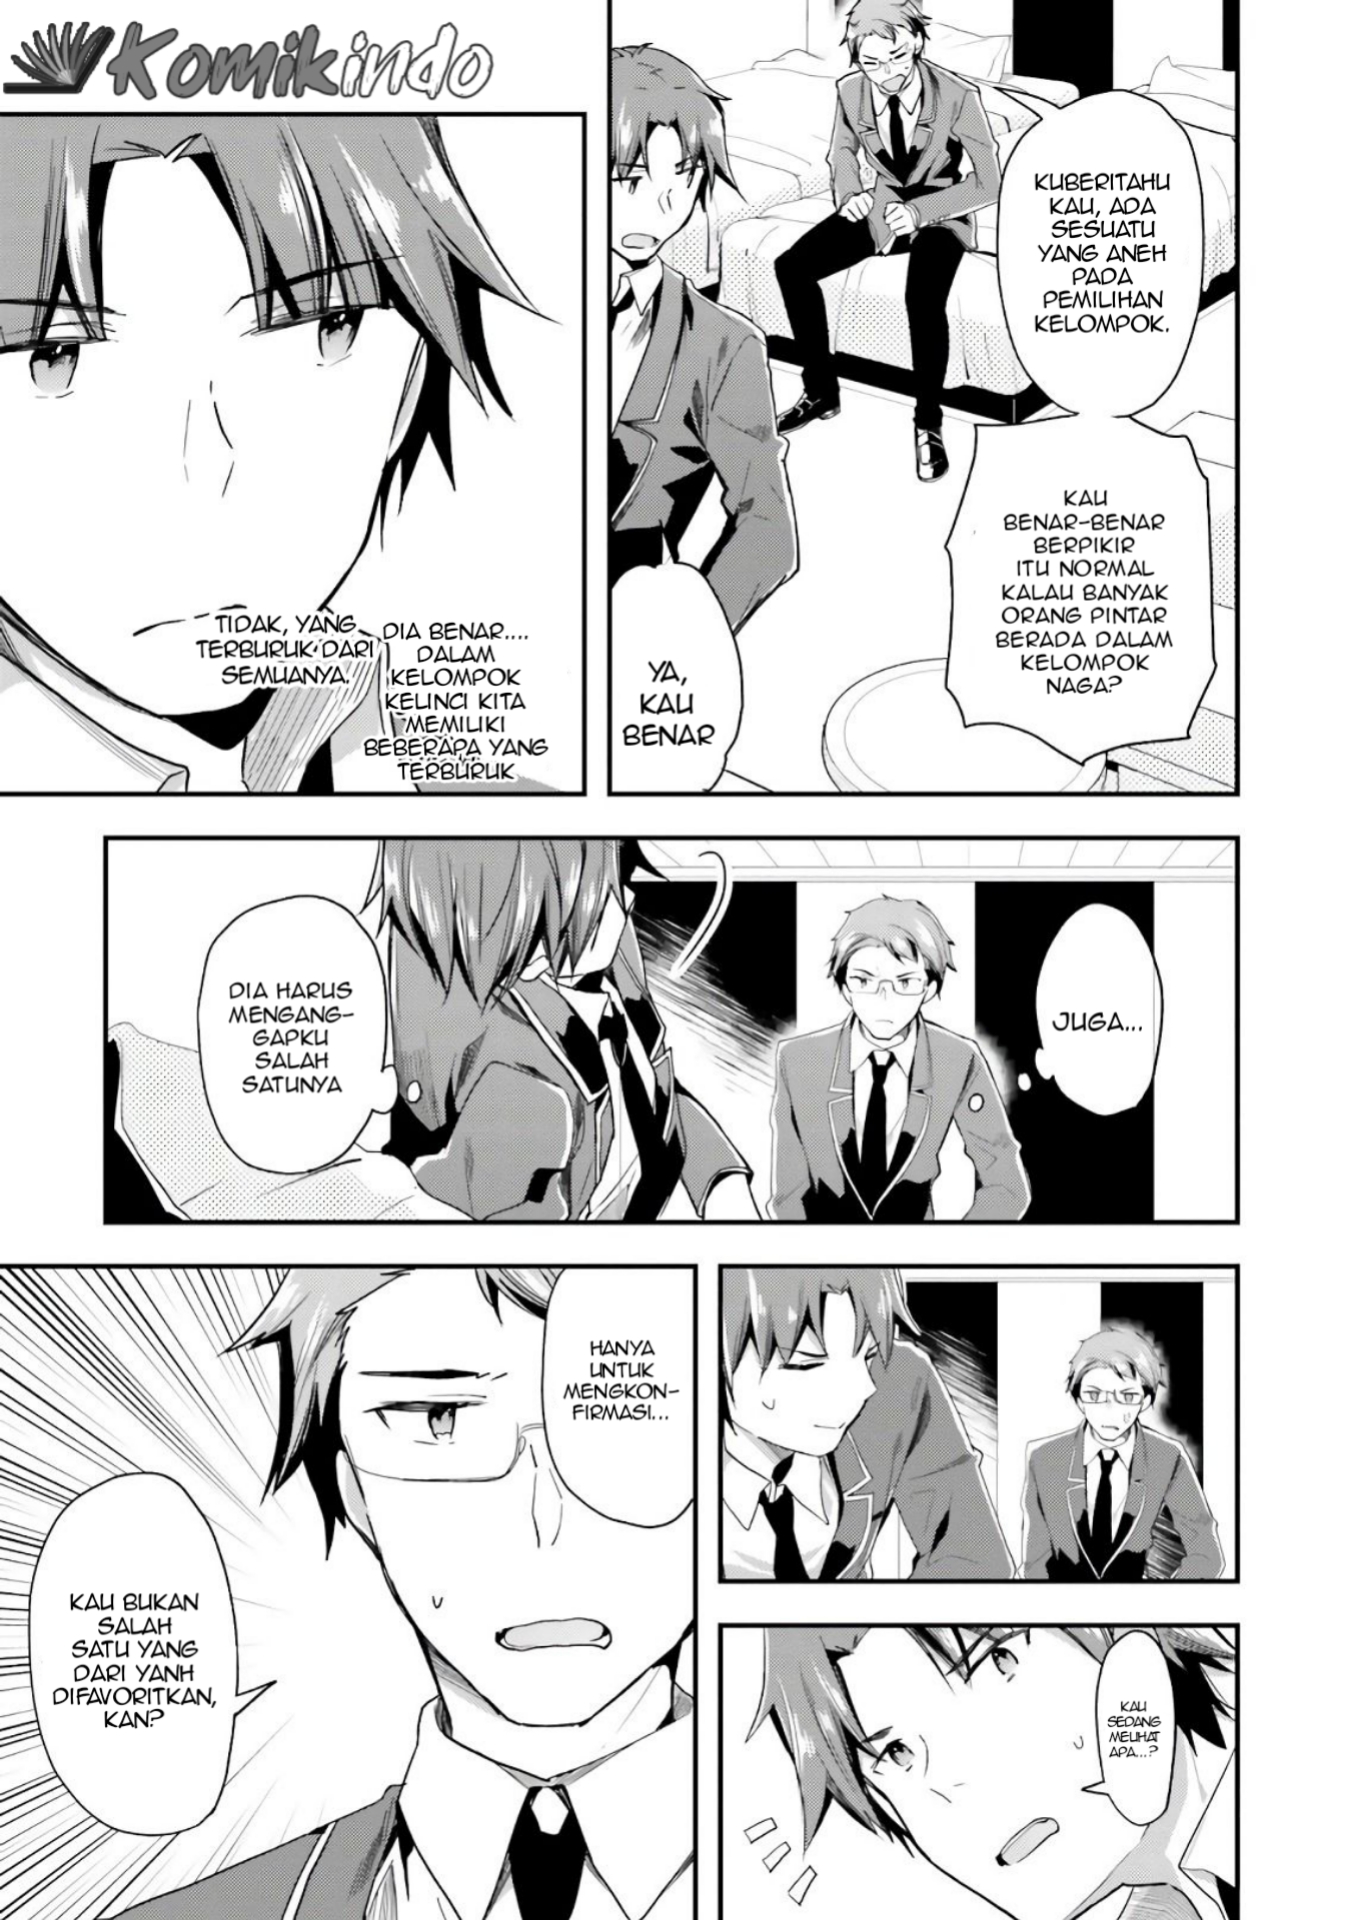 Komikindo
KUBERITAHU
KAU, ADA
SESUATU
YANG ANEH
PADA
PEMILIHAN
KELOMPOK.
KAU
BENAR-BENAR
BERPIKIR
ITU NORMAL
KALAU BANYAK
ORANG PINTAR
BERADA DALAM
KELOMPOK
NAGA?
YA,
KAU
BENAR
DIA BENAR....
DALAM
KELOMPOK
KELINCI KITA
MEMILIKI
BEBERAPA YANG
TERBURUK
TIDAK, YANG
TERBURUK DARI
SEMUANYA.
JUGA...
DIA HARUS
MENGANG-
GAPKU
SALAH
SATUNYA
KAU
SEDANG
MELIHAT
APA...?
HANYA
UNTUK
MENGKON-
FIRMASI...
KAU BUKAN
SALAH
SATU YANG
DARI YANH
DIFAVORITKAN,
KAN?